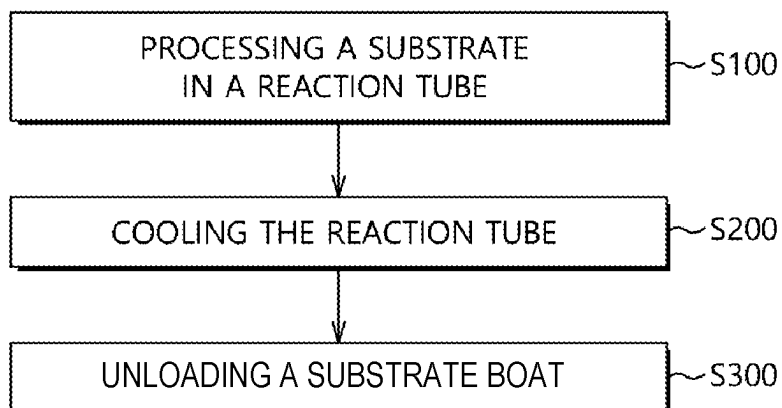 PROCESSING A SUBSTRATE
IN A REACTION TUBE
S100
COOLING THE REACTION TUBE
S200
UNLOADING A SUBSTRATE BOAT
S300